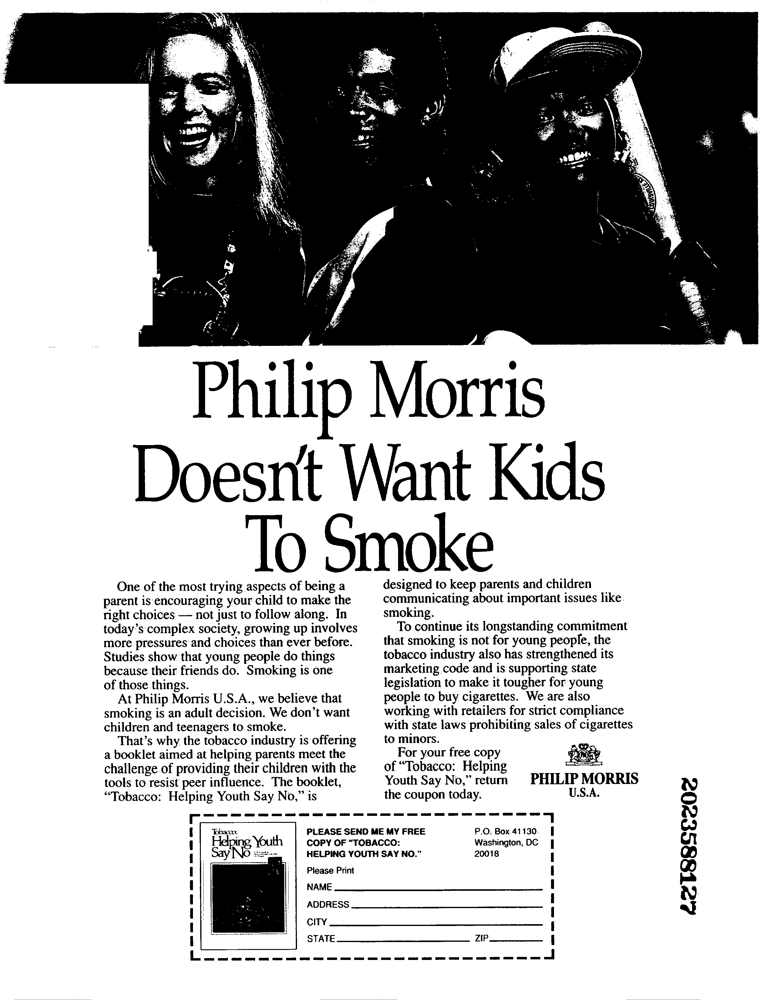 Philip Morris
Doesn't Want Kids
To Smoke
One of the most trying aspects of being a
parent is encouraging your child to make the
right choices — not just to follow along. In
today's complex society, growing up involves
more pressures and choices than ever before.
Studies show that young people do things
because their friends do. Smoking is one
of those things.
At Philip Morris U.S.A., we believe that
smoking is an adult decision. We don't want
children and teenagers to smoke.
That's why the tobacco industry is offering
a booklet aimed at helping parents meet the
challenge of providing their children with the
tools to resist peer influence. The booklet,
"Tobacco: Helping Youth Say No," is
designed to keep parents and children
communicating about important issues like
smoking.
To continue its longstanding commitment
that smoking is not for young people, the
tobacco industry also has strengthened its
marketing code and is supporting state
legislation to make it tougher for young
people to buy cigarettes. We are also
working with retailers for strict compliance
with state laws prohibiting sales of cigarettes
to minors.
For your free copy
of "Tobacco: Helping
Youth Say No," return
the coupon today.
PHILIP MORRIS
U.S.A.
2023588127
Tobacco
Helping Youth
Say No
PLEASE SEND ME MY FREE
COPY OF "TOBACCO:
HELPING YOUTH SAY NO."
P.O. Box 41130
Washington, DC
20018
Please Print
NAME
ADDRESS
CITY
STATE ZIP